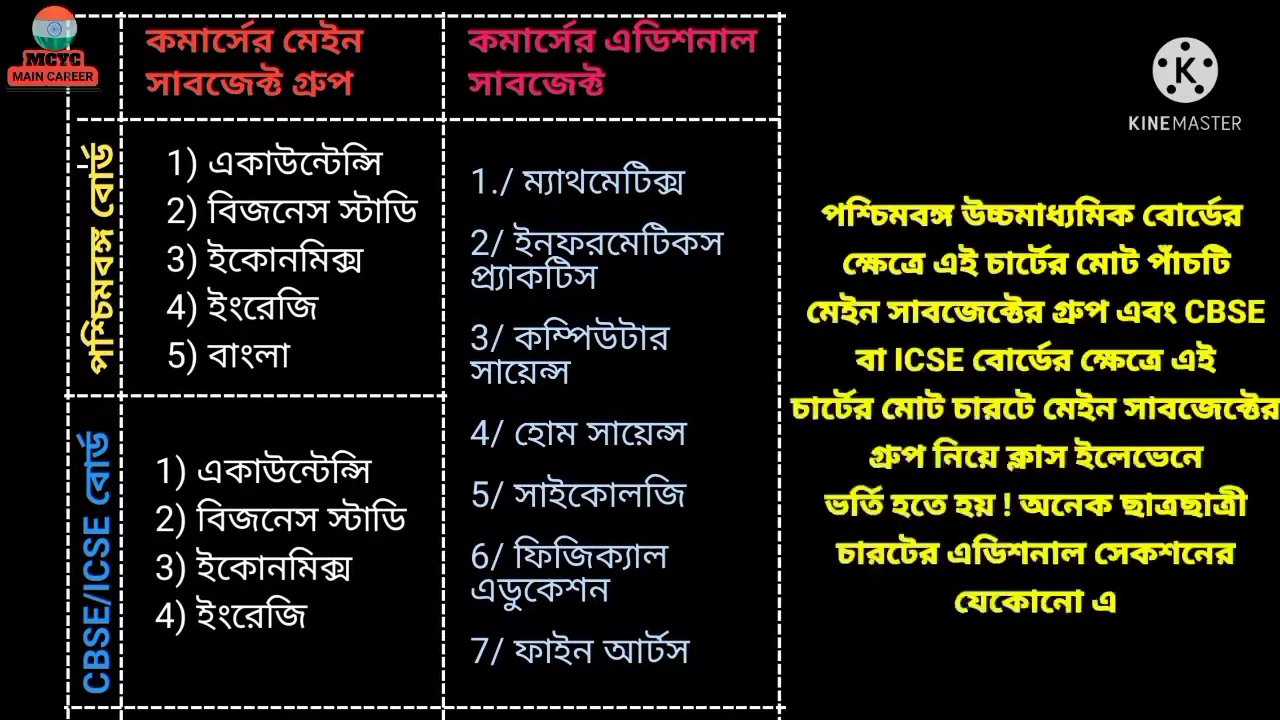 MCYC
MAIN CAREER
কমার্সের মেইন
সাবজেক্ট গ্রুপ
কমার্সের এডিশনাল
সাবজেক্ট
পশ্চিমবঙ্গ বোর্ড
1) একাউন্টেন্সি
2) বিজনেস স্টাডি
3) ইকোনমিক্স
4) ইংরেজি
5) বাংলা
CBSE/ICSE বোর্ড
1) একাউন্টেন্সি
2) বিজনেস স্টাডি
3) ইকোনমিক্স
4) ইংরেজি
1./ ম্যাথমেটিক্স
2/ ইনফরমেটিকস
প্র্যাকটিস
3/ কম্পিউটার
সায়েন্স
4/ হোম সায়েন্স
5/ সাইকোলজি
6/ ফিজিক্যাল
এডুকেশন
7/ ফাইন আর্টস
K
KINEMASTER
পশ্চিমবঙ্গ উচ্চমাধ্যমিক বোর্ডের
ক্ষেত্রে এই চার্টের মোট পাঁচটি
মেইন সাবজেক্টের গ্রুপ এবং CBSE
বা ICSE বোর্ডের ক্ষেত্রে এই
চার্টের মোট চারটে মেইন সাবজেক্টের
গ্রুপ নিয়ে ক্লাস ইলেভেনে
ভর্তি হতে হয় ! অনেক ছাত্রছাত্রী
চারটের এডিশনাল সেকশনের
যেকোনো এ